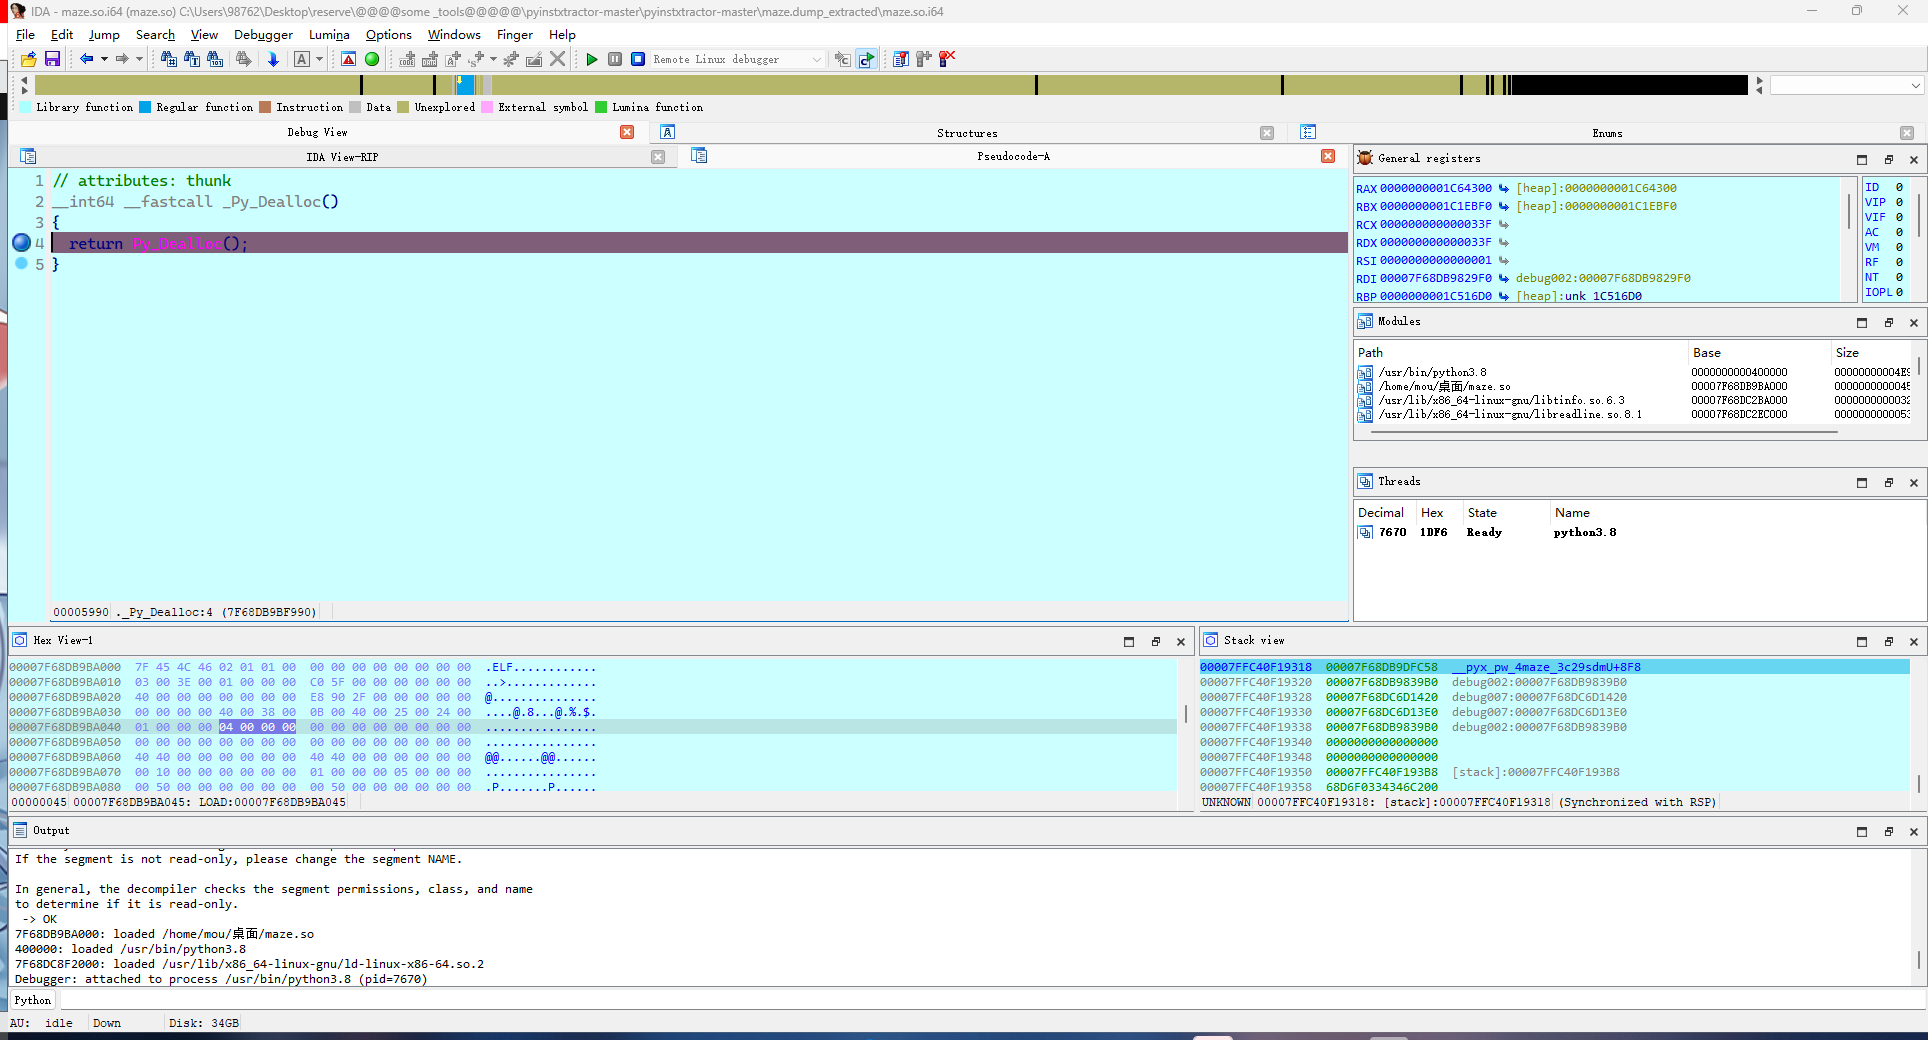 IDA - maze.so.i64 (maze.so) C:\Users\98762\Desktop\reserve\@@@@some _tools@@@@@\pyinstxtractor-master\pyinstxtractor-master\maze.dump_extracted\maze.so.i64
File Edit Jump Search View Debugger Lumina Options Windows Finger Help
Remote Linux debugger
Library function Regular function Instruction Data Unexplored External symbol Lumina function
Debug View Structures Enums
IDA View-RIP Pseudocode-A
1 // attributes: thunk
2 __int64 __fastcall _Py_Dealloc()
3 {
4 return Py_Dealloc();
5 }
00005990 ._Py_Dealloc:4 (7F68DB9BF990)
General registers
RAX 0000000001C64300 [heap]:0000000001C64300
RBX 0000000001C1EBF0 [heap]:0000000001C1EBF0
RCX 000000000000033F
RDX 000000000000033F
RSI 0000000000000001
RDI 00007F68DB9829F0 debug002:00007F68DB9829F0
RBP 0000000001C516D0 [heap]:unk_1C516D0
ID 0
VIP 0
VIF 0
AC 0
VM 0
RF 0
NT 0
IOPL 0
Modules
Path Base Size
/usr/bin/python3.8 0000000000400000 00000000004E9
/home/mou/桌面/maze.so 00007F68DB9BA000 000000000045
/usr/lib/x86_64-linux-gnu/libtinfo.so.6.3 00007F68DC2BA000 000000000032
/usr/lib/x86_64-linux-gnu/libreadline.so.8.1 00007F68DC2EC000 000000000053
Threads
Decimal Hex State Name
7670 1DF6 Ready python3.8
Hex View-1
00007F68DB9BA000 7F 45 4C 46 02 01 01 00 00 00 00 00 00 00 00 00 .ELF............
00007F68DB9BA010 03 00 3E 00 01 00 00 00 C0 5F 00 00 00 00 00 00 ..>.............
00007F68DB9BA020 40 00 00 00 00 00 00 00 E8 90 2F 00 00 00 00 00 @...............
00007F68DB9BA030 00 00 00 00 40 00 38 00 0B 00 40 00 25 00 24 00 ....@.8...@.%.$.
00007F68DB9BA040 01 00 00 00 04 00 00 00 00 00 00 00 00 00 00 00 ................
00007F68DB9BA050 00 00 00 00 00 00 00 00 00 00 00 00 00 00 00 00 ................
00007F68DB9BA060 40 40 00 00 00 00 00 00 40 40 00 00 00 00 00 00 @@......@@......
00007F68DB9BA070 00 10 00 00 00 00 00 00 01 00 00 00 05 00 00 00 ................
00007F68DB9BA080 00 50 00 00 00 00 00 00 00 50 00 00 00 00 00 00 .P.......P......
00000045 00007F68DB9BA045: LOAD:00007F68DB9BA045
Stack view
00007FFC40F19318 00007F68DB9DFC58 __pyx_pw_4maze_3c29sdmU+8F8
00007FFC40F19320 00007F68DB9839B0 debug002:00007F68DB9839B0
00007FFC40F19328 00007F68DC6D1420 debug007:00007F68DC6D1420
00007FFC40F19330 00007F68DC6D13E0 debug007:00007F68DC6D13E0
00007FFC40F19338 00007F68DB9839B0 debug002:00007F68DB9839B0
00007FFC40F19340 0000000000000000
00007FFC40F19348 0000000000000000
00007FFC40F19350 00007FFC40F193B8 [stack]:00007FFC40F193B8
00007FFC40F19358 68D6F0334346C200
UNKNOWN 00007FFC40F19318: [stack]:00007FFC40F19318 (Synchronized with RSP)
Output
If the segment is not read-only, please change the segment NAME.
In general, the decompiler checks the segment permissions, class, and name
to determine if it is read-only.
-> OK
7F68DB9BA000: loaded /home/mou/桌面/maze.so
400000: loaded /usr/bin/python3.8
7F68DC8F2000: loaded /usr/lib/x86_64-linux-gnu/ld-linux-x86-64.so.2
Debugger: attached to process /usr/bin/python3.8 (pid=7670)
Python
AU: idle Down Disk: 34GB